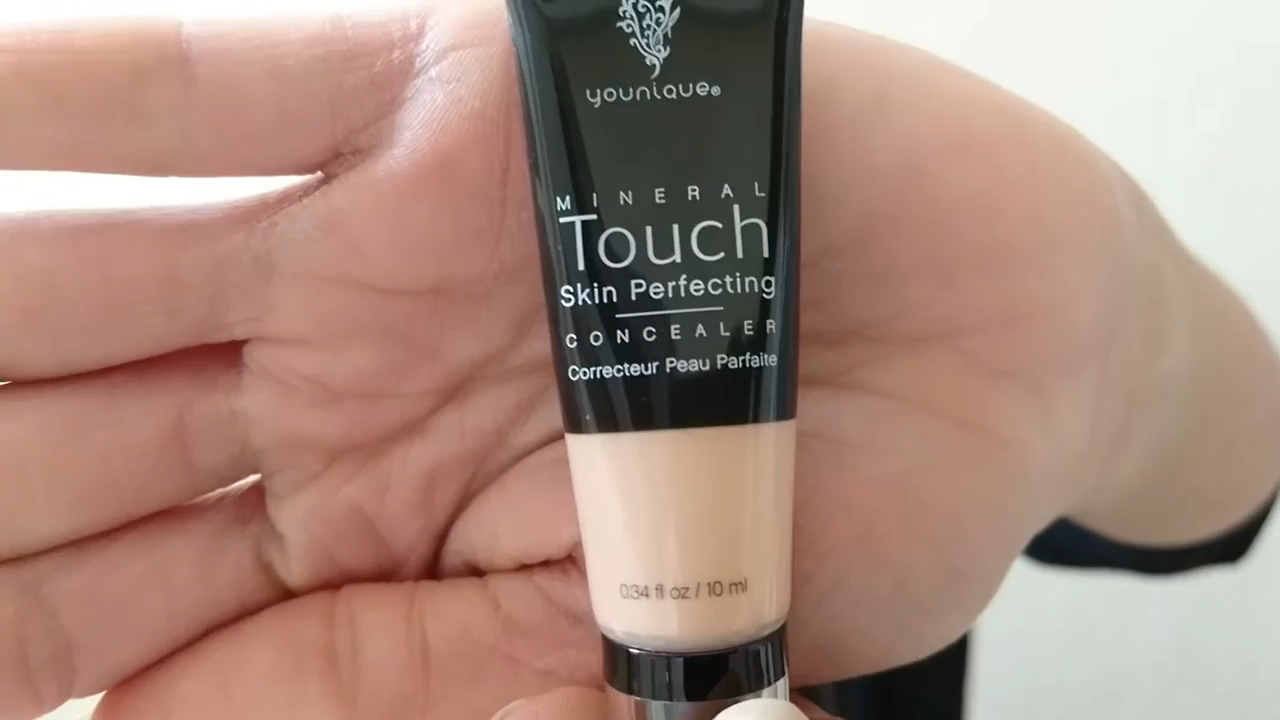 younique®
MINERAL
Touch
Skin Perfecting
CONCEALER
Correcteur Peau Parfaite
0.34 fl oz / 10 ml